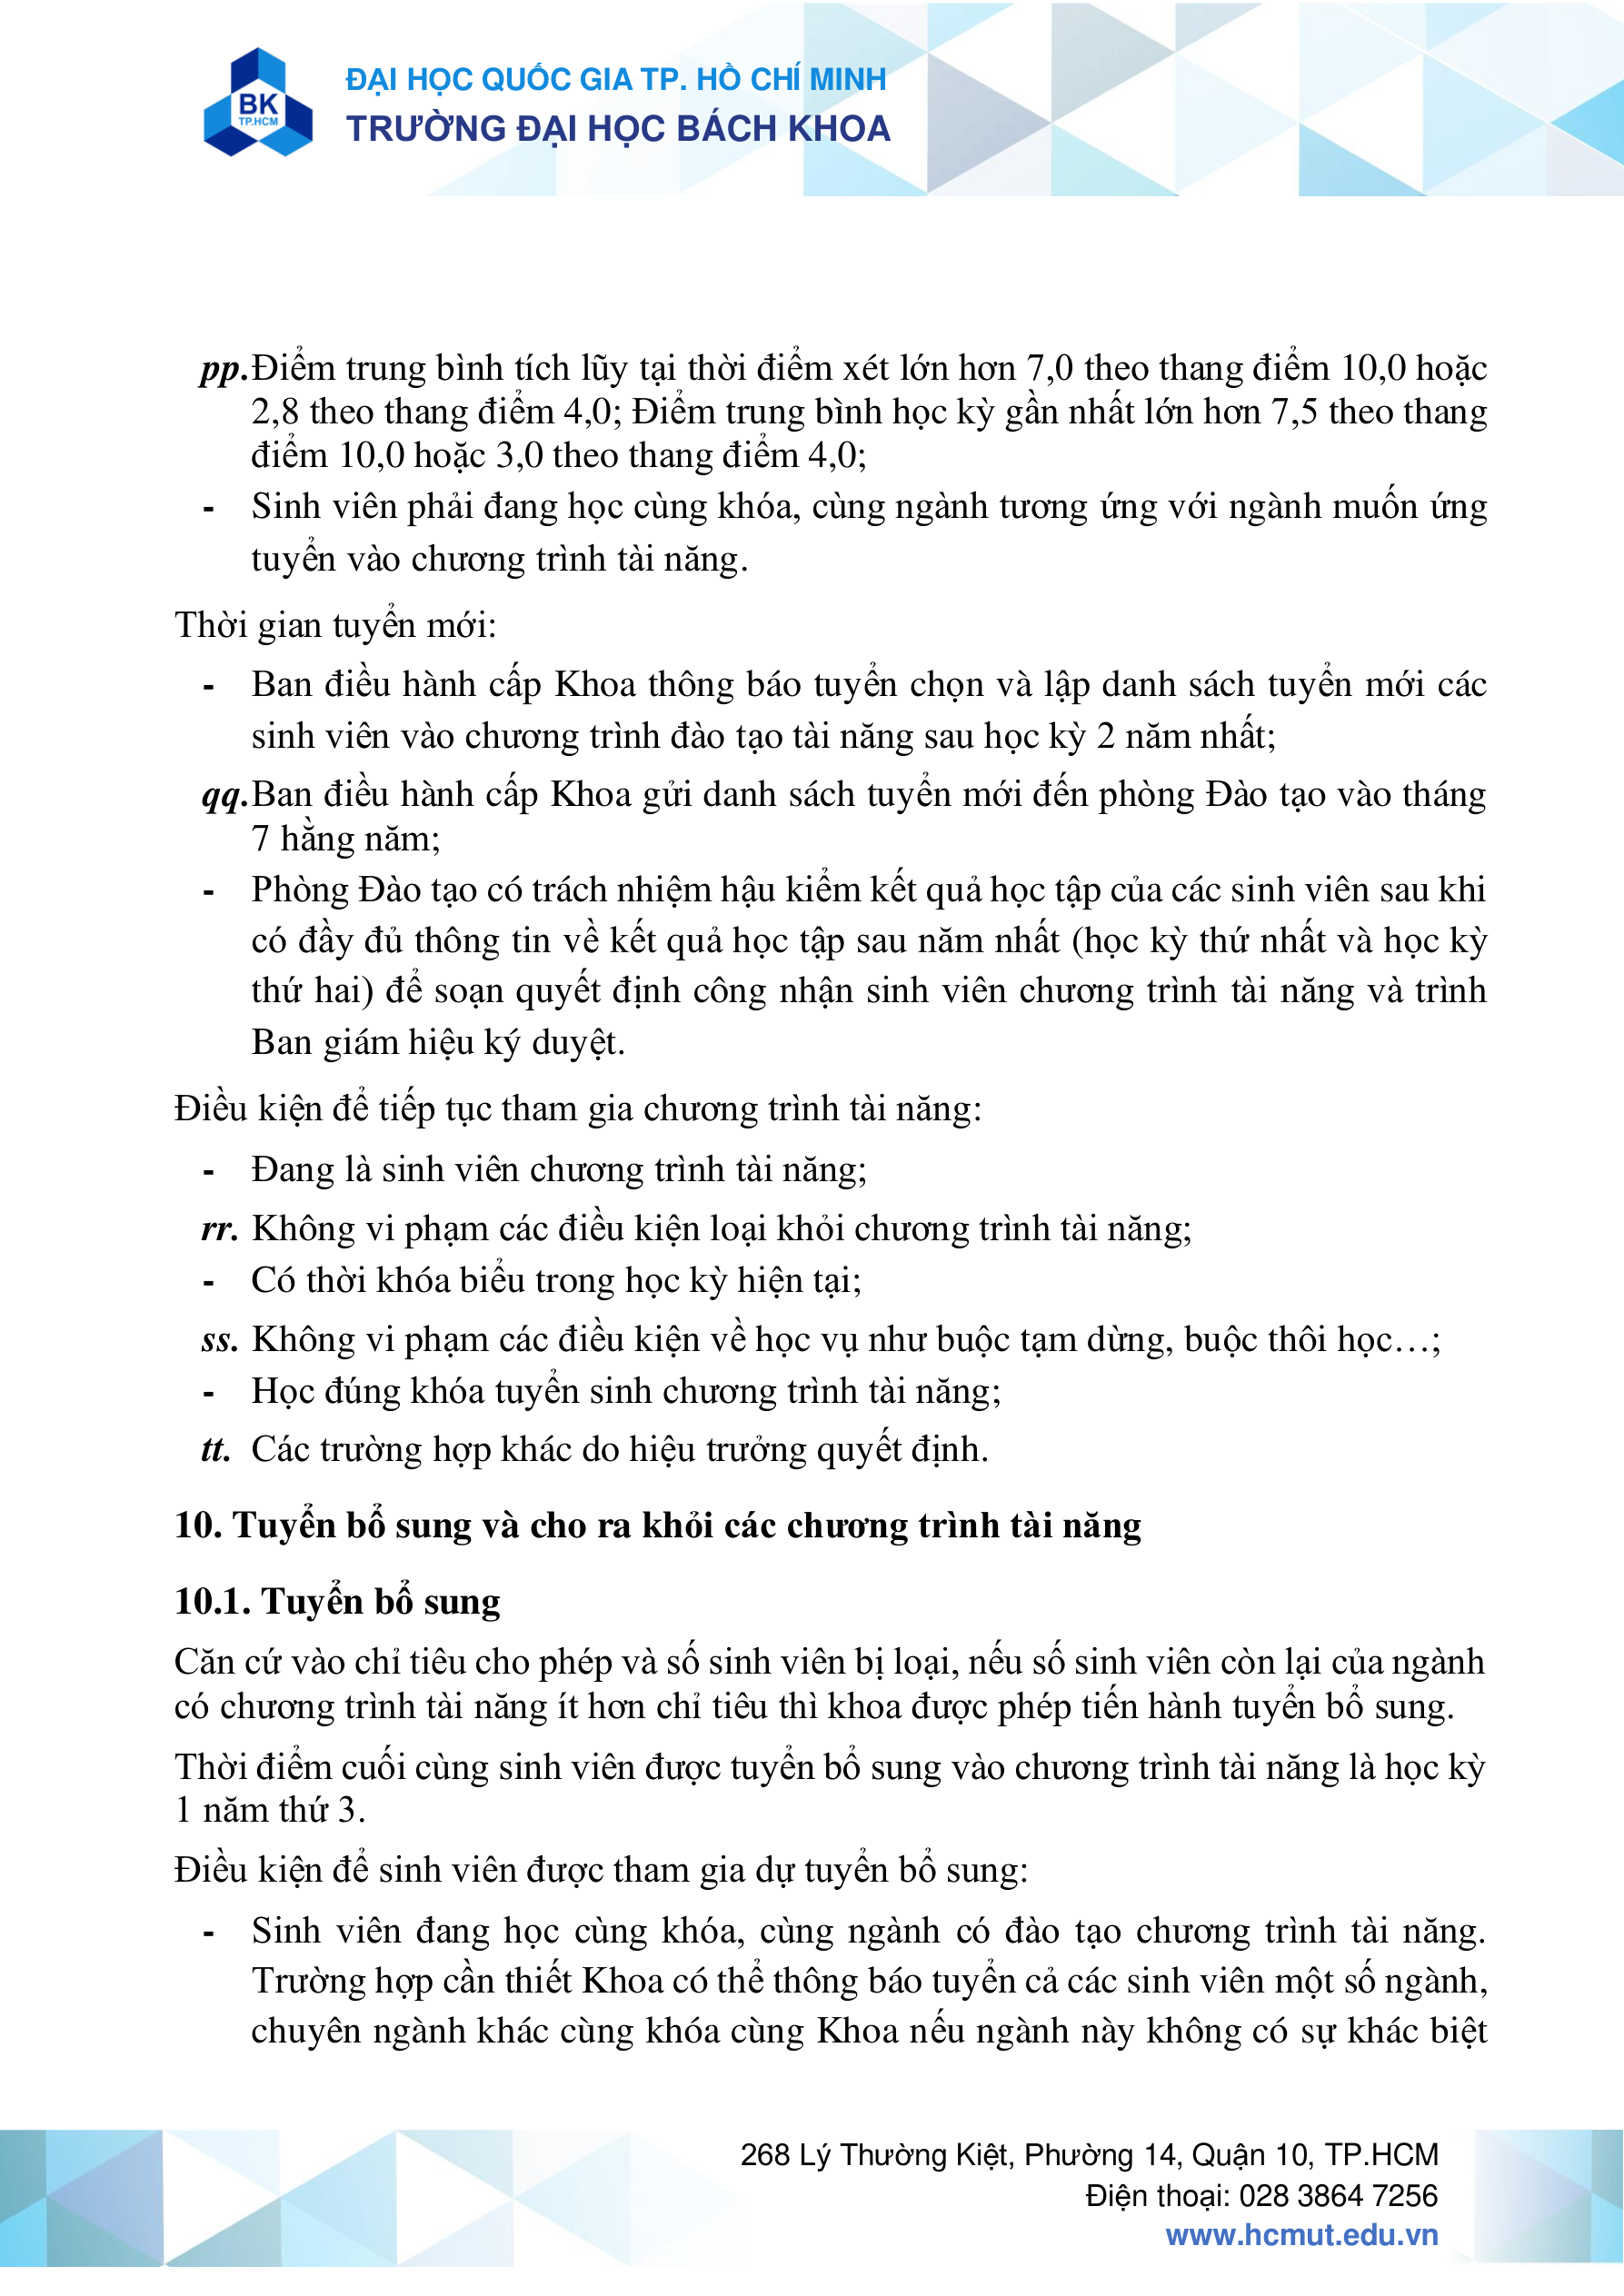 BK
TP.HCM
ĐẠI HỌC QUỐC GIA TP. HỒ CHÍ MINH
TRƯỜNG ĐẠI HỌC BÁCH KHOA
pp.Điểm trung bình tích lũy tại thời điểm xét lớn hơn 7,0 theo thang điểm 10,0 hoặc
2,8 theo thang điểm 4,0; Điểm trung bình học kỳ gần nhất lớn hơn 7,5 theo thang
điểm 10,0 hoặc 3,0 theo thang điểm 4,0;
- Sinh viên phải đang học cùng khóa, cùng ngành tương ứng với ngành muốn ứng
tuyển vào chương trình tài năng.
Thời gian tuyển mới:
- Ban điều hành cấp Khoa thông báo tuyển chọn và lập danh sách tuyển mới các
sinh viên vào chương trình đào tạo tài năng sau học kỳ 2 năm nhất;
qq.Ban điều hành cấp Khoa gửi danh sách tuyển mới đến phòng Đào tạo vào tháng
7 hằng năm;
- Phòng Đào tạo có trách nhiệm hậu kiểm kết quả học tập của các sinh viên sau khi
có đầy đủ thông tin về kết quả học tập sau năm nhất (học kỳ thứ nhất và học kỳ
thứ hai) để soạn quyết định công nhận sinh viên chương trình tài năng và trình
Ban giám hiệu ký duyệt.
Điều kiện để tiếp tục tham gia chương trình tài năng:
- Đang là sinh viên chương trình tài năng;
rr. Không vi phạm các điều kiện loại khỏi chương trình tài năng;
- Có thời khóa biểu trong học kỳ hiện tại;
ss. Không vi phạm các điều kiện về học vụ như buộc tạm dừng, buộc thôi học…;
- Học đúng khóa tuyển sinh chương trình tài năng;
tt. Các trường hợp khác do hiệu trưởng quyết định.
10. Tuyển bổ sung và cho ra khỏi các chương trình tài năng
10.1. Tuyển bổ sung
Căn cứ vào chỉ tiêu cho phép và số sinh viên bị loại, nếu số sinh viên còn lại của ngành
có chương trình tài năng ít hơn chỉ tiêu thì khoa được phép tiến hành tuyển bổ sung.
Thời điểm cuối cùng sinh viên được tuyển bổ sung vào chương trình tài năng là học kỳ
1 năm thứ 3.
Điều kiện để sinh viên được tham gia dự tuyển bổ sung:
- Sinh viên đang học cùng khóa, cùng ngành có đào tạo chương trình tài năng.
Trường hợp cần thiết Khoa có thể thông báo tuyển cả các sinh viên một số ngành,
chuyên ngành khác cùng khóa cùng Khoa nếu ngành này không có sự khác biệt
268 Lý Thường Kiệt, Phường 14, Quận 10, TP.HCM
Điện thoại: 028 3864 7256
www.hcmut.edu.vn